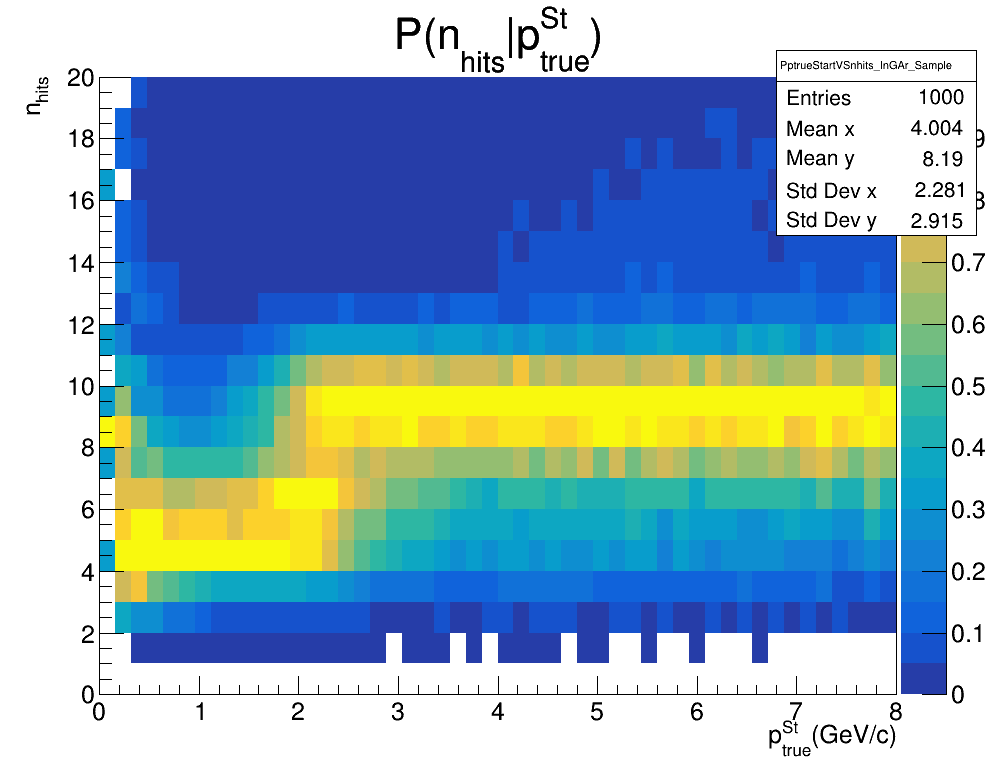 P(n_hits|p^St_true)
n_hits
PptrueStartVSnhits_InGAr_Sample
Entries 1000
Mean x 4.004
Mean y 8.19
Std Dev x 2.281
Std Dev y 2.915
20
18
16
14
12
10
8
6
4
2
0
9
8
0.7
0.6
0.5
0.4
0.3
0.2
0.1
0
0 1 2 3 4 5 6 7 8
p^St_true(GeV/c)